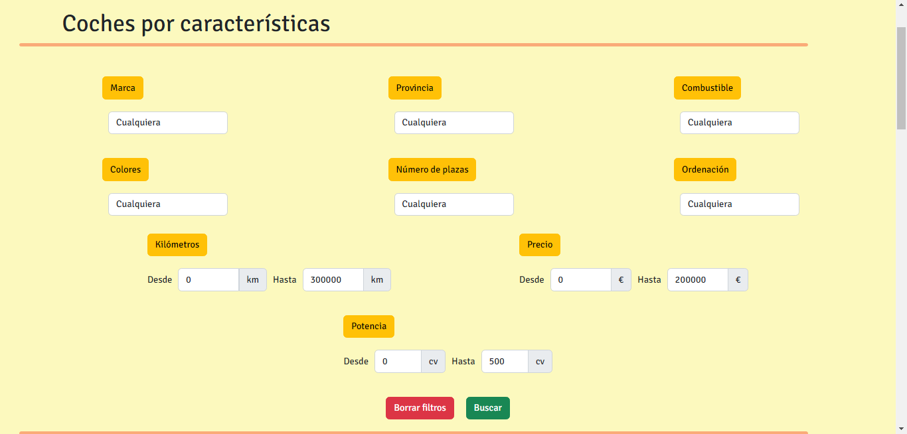 Coches por características
Marca Provincia Combustible
Cualquiera Cualquiera Cualquiera
Colores Número de plazas Ordenación
Cualquiera Cualquiera Cualquiera
Kilómetros Precio
Desde 0 km Hasta 300000 km Desde 0 € Hasta 200000 €
Potencia
Desde 0 cv Hasta 500 cv
Borrar filtros Buscar